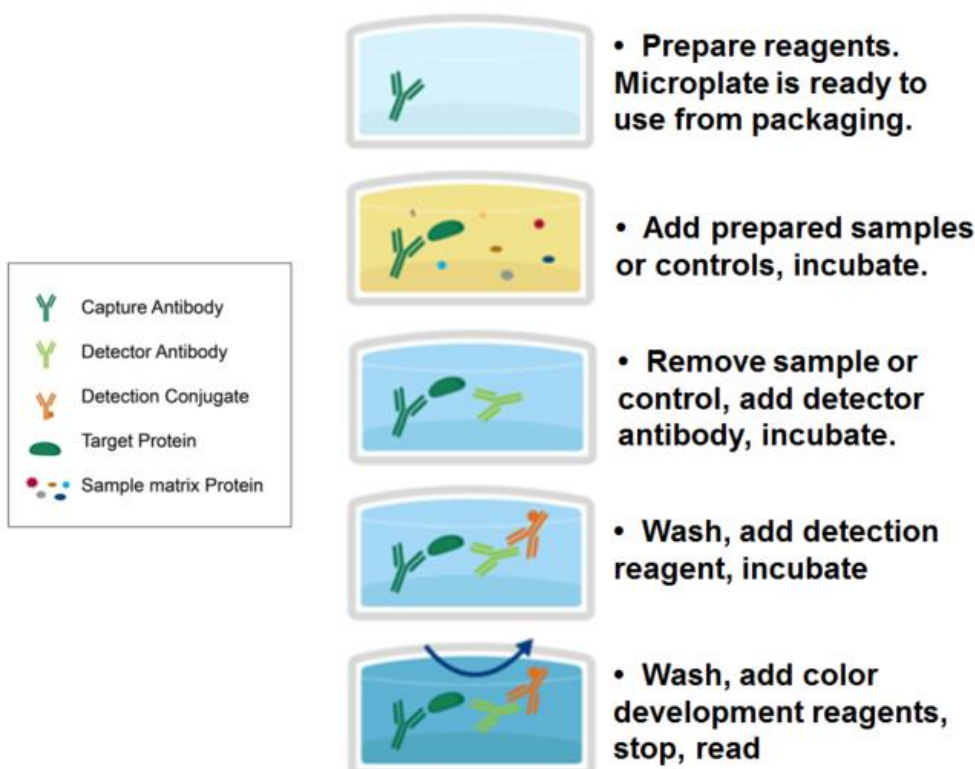 • Prepare reagents.
Microplate is ready to
use from packaging.
• Add prepared samples
or controls, incubate.
Capture Antibody
Detector Antibody
Detection Conjugate
Target Protein
Sample matrix Protein
• Remove sample or
control, add detector
antibody, incubate.
• Wash, add detection
reagent, incubate
• Wash, add color
development reagents,
stop, read